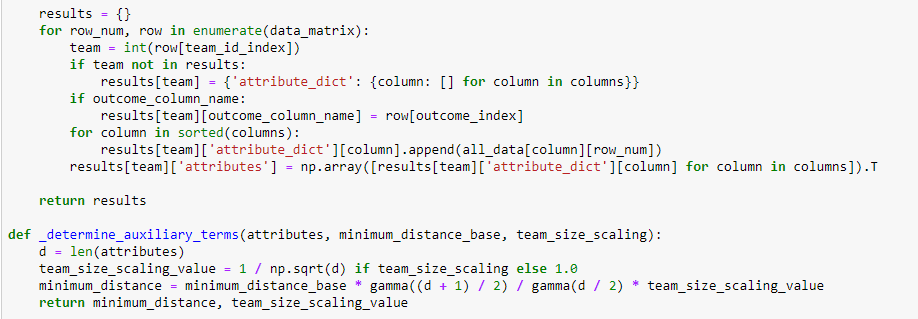 results = {}
    for row_num, row in enumerate(data_matrix):
        team = int(row[team_id_index])
        if team not in results:
            results[team] = {'attribute_dict': {column: [] for column in columns}}
        if outcome_column_name:
            results[team][outcome_column_name] = row[outcome_index]
        for column in sorted(columns):
            results[team]['attribute_dict'][column].append(all_data[column][row_num])
        results[team]['attributes'] = np.array([results[team]['attribute_dict'][column] for column in columns]).T

    return results

def _determine_auxiliary_terms(attributes, minimum_distance_base, team_size_scaling):
    d = len(attributes)
    team_size_scaling_value = 1 / np.sqrt(d) if team_size_scaling else 1.0
    minimum_distance = minimum_distance_base * gamma((d + 1) / 2) / gamma(d / 2) * team_size_scaling_value
    return minimum_distance, team_size_scaling_value